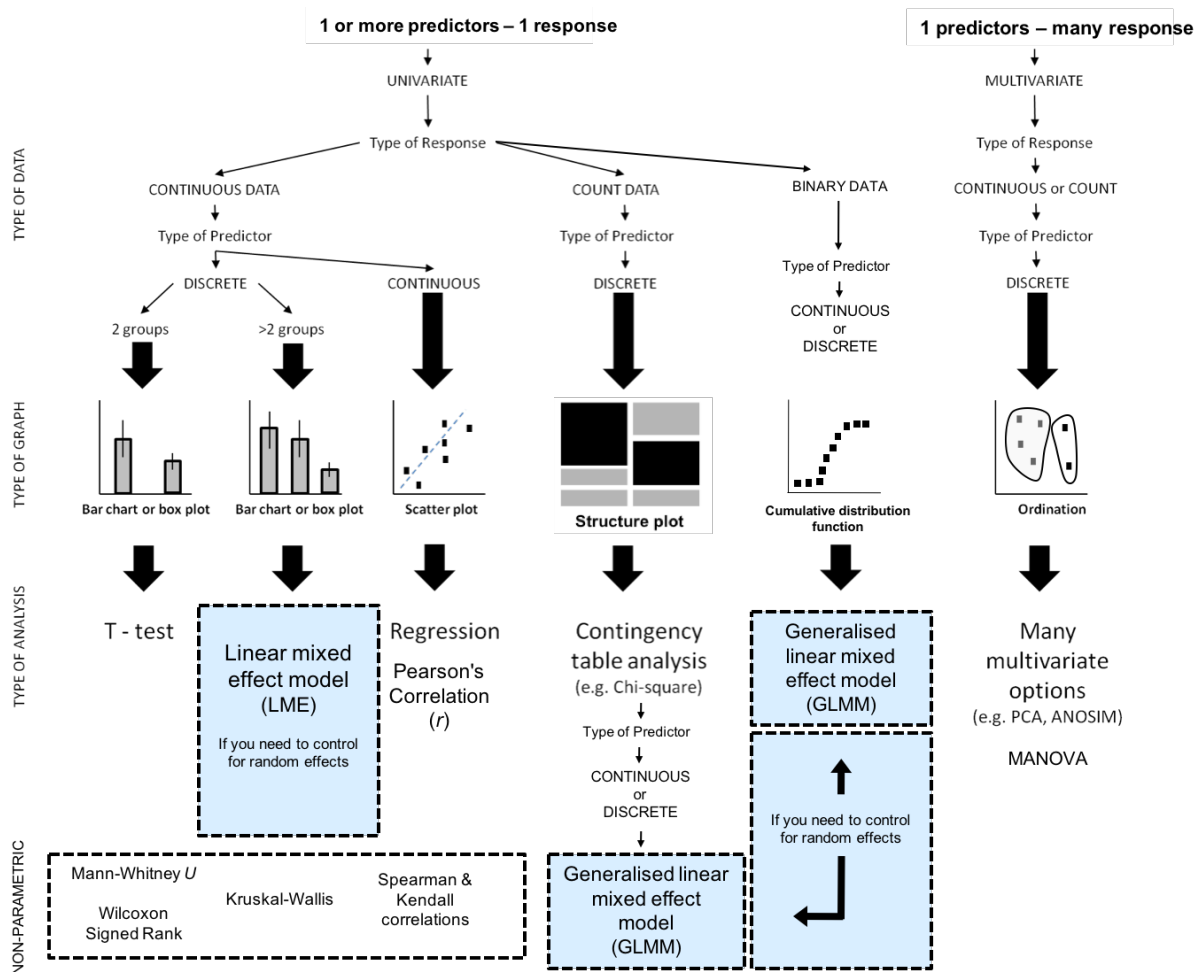 1 or more predictors – 1 response
1 predictors – many response
UNIVARIATE
MULTIVARIATE
TYPE OF DATA
Type of Response
Type of Response
CONTINUOUS DATA
COUNT DATA
BINARY DATA
CONTINUOUS or COUNT
Type of Predictor
Type of Predictor
Type of Predictor
Type of Predictor
DISCRETE
CONTINUOUS
DISCRETE
DISCRETE
CONTINUOUS
or
DISCRETE
2 groups
>2 groups
TYPE OF GRAPH
Bar chart or box plot
Bar chart or box plot
Scatter plot
Structure plot
Cumulative distribution
function
Ordination
TYPE OF ANALYSIS
T - test
Linear mixed
effect model
(LME)
If you need to control
for random effects
Regression
Pearson's
Correlation
(r)
Contingency
table analysis
(e.g. Chi-square)
Type of Predictor
CONTINUOUS
or
DISCRETE
Generalised
linear mixed
effect model
(GLMM)
If you need to control
for random effects
Many
multivariate
options
(e.g. PCA, ANOSIM)
MANOVA
NON-PARAMETRIC
Mann-Whitney U
Wilcoxon
Signed Rank
Kruskal-Wallis
Spearman &
Kendall
correlations
Generalised linear
mixed effect
model
(GLMM)